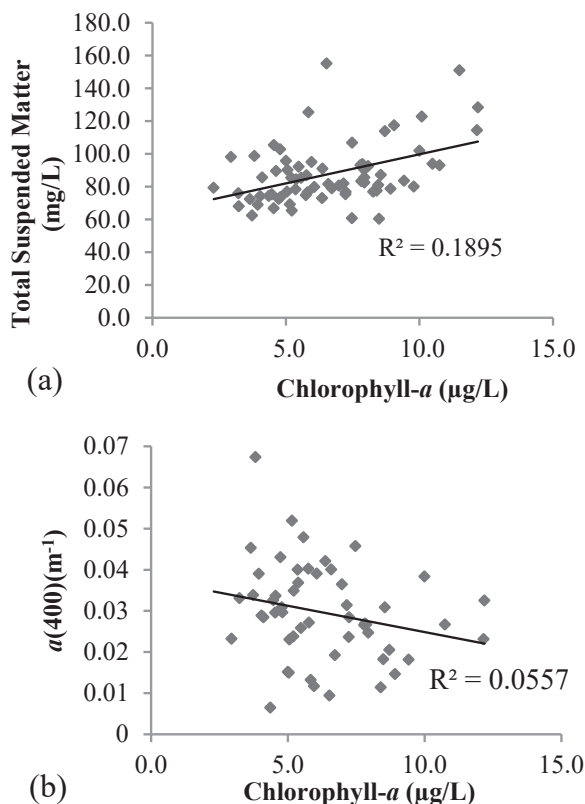 180.0
160.0
140.0
120.0
100.0
80.0
60.0
40.0
20.0
0.0
Total Suspended Matter
(mg/L)
R² = 0.1895
0.0 5.0 10.0 15.0
(a) Chlorophyll-a (µg/L)
0.07
0.06
0.05
0.04
0.03
0.02
0.01
0
a(400)(m⁻¹)
R² = 0.0557
0.0 5.0 10.0 15.0
(b) Chlorophyll-a (µg/L)